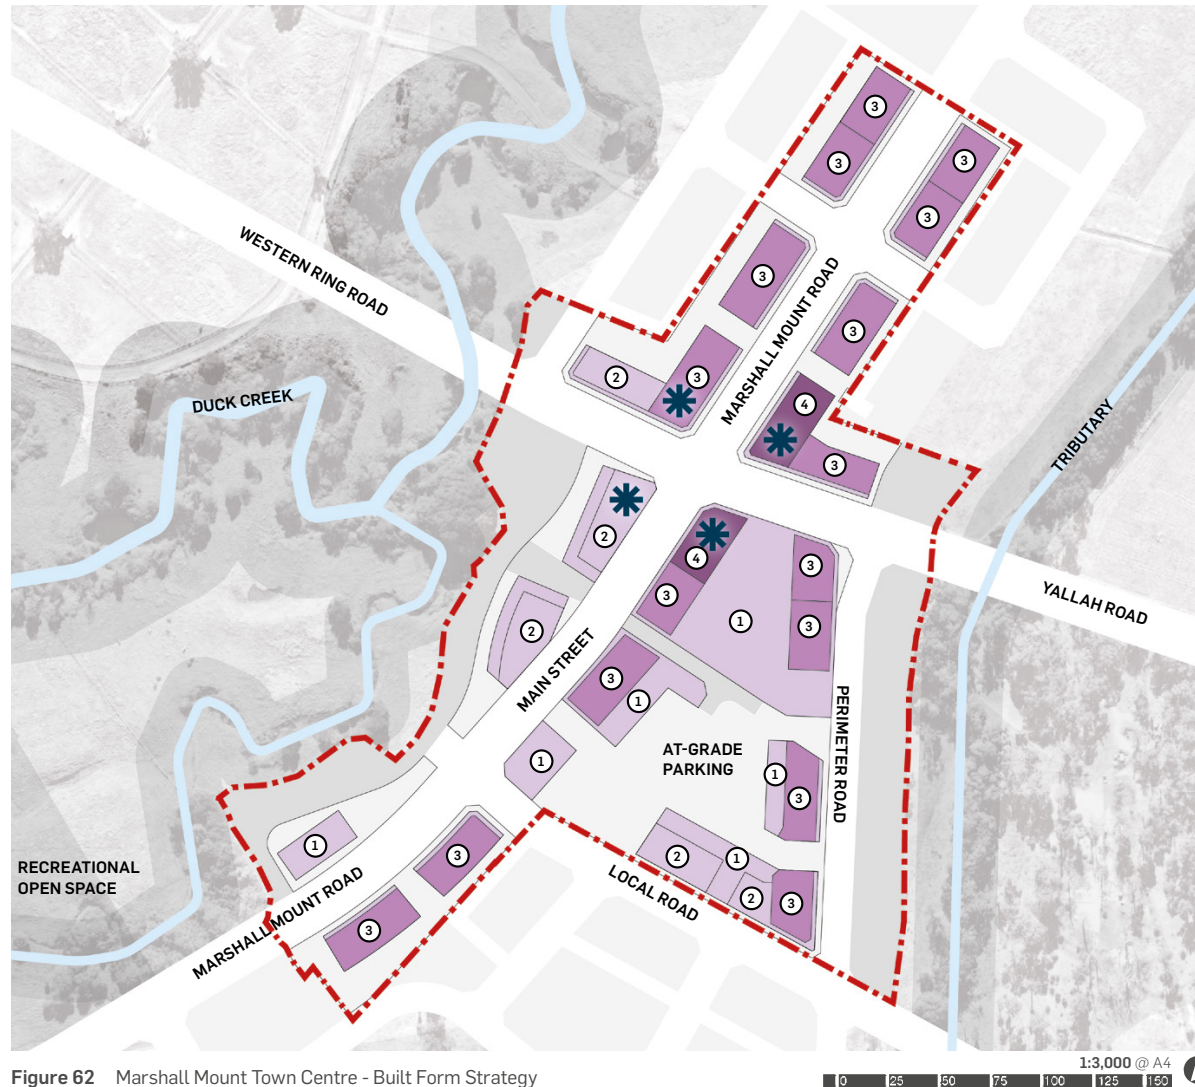 3
3
3
3
WESTERN RING ROAD
3
MARSHALL MOUNT ROAD
3
2
3
4
DUCK CREEK
TRIBUTARY
3
2
4
3
3
YALLAH ROAD
2
1
3
MAIN STREET
3
1
PERIMETER ROAD
AT-GRADE
PARKING
1
1
3
1
3
2
1
RECREATIONAL
OPEN SPACE
LOCAL ROAD
2
3
MARSHALL MOUNT ROAD
3
1:3,000 @ A4
Figure 62 Marshall Mount Town Centre - Built Form Strategy
0 25 50 75 100 125 150